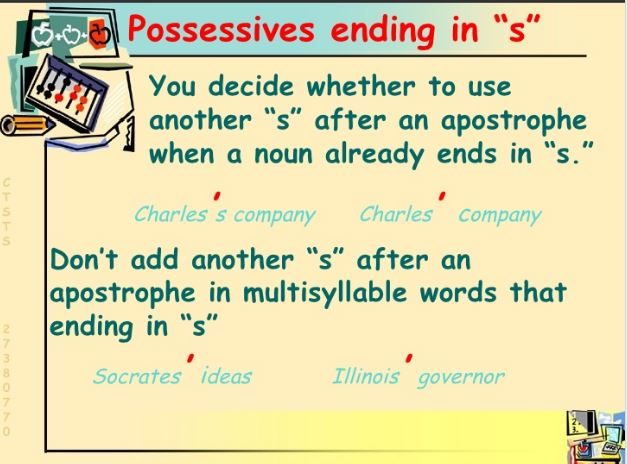 Possessives ending in “s”
You decide whether to use
another “s” after an apostrophe
when a noun already ends in “s.”
Charles’s company Charles’ company
Don’t add another “s” after an
apostrophe in multisyllable words that
ending in “s”
Socrates’ ideas Illinois’ governor
CTSTS 27380770